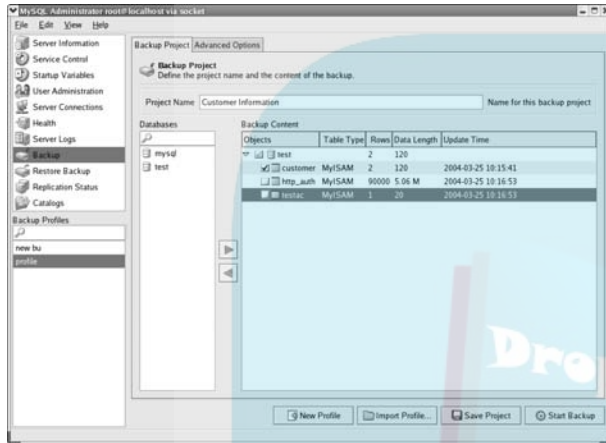 MySQL Administrator root@localhost via socket
File Edit View Help
Server Information
Service Control
Startup Variables
User Administration
Server Connections
Health
Server Logs
Backup
Restore Backup
Replication Status
Catalogs
Backup Profiles
new bu
profile
Backup Project Advanced Options
Backup Project
Define the project name and the content of the backup.
Project Name Customer Information Name for this backup project
Databases
mysql
test
Backup Content
Objects Table Type Rows Data Length Update Time
test 2 120
customer MyISAM 2 120 2004-03-25 10:15:41
http_auth MyISAM 90000 5.06 M 2004-03-25 10:16:53
testac MyISAM 1 20 2004-03-25 10:16:53
Dro
New Profile Import Profile... Save Project Start Backup